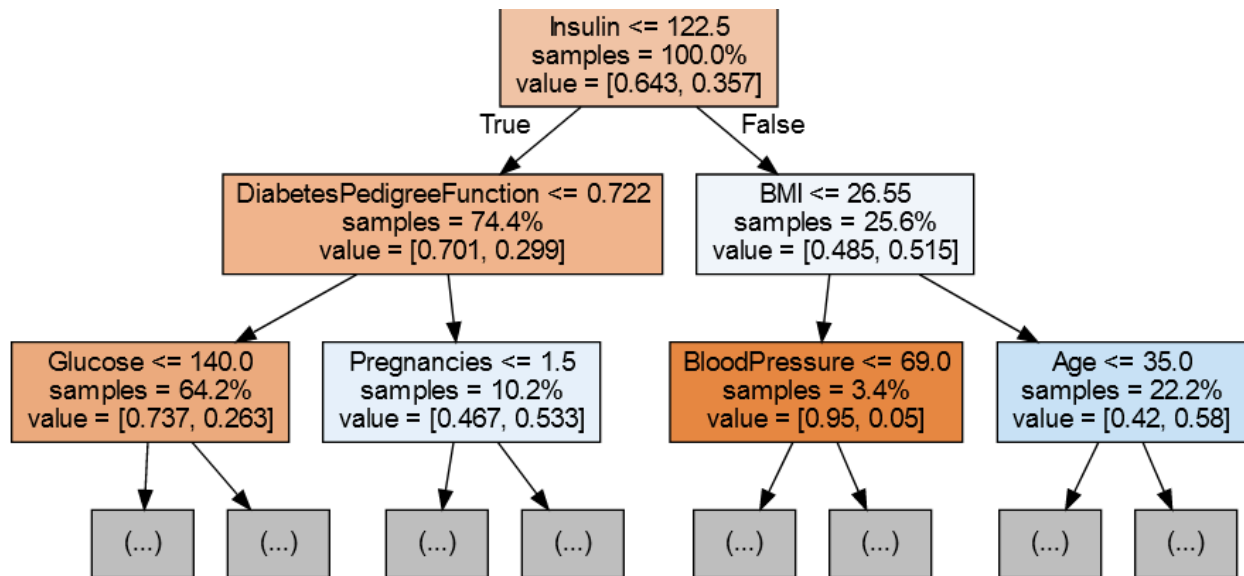 Insulin <= 122.5
samples = 100.0%
value = [0.643, 0.357]
True
False
DiabetesPedigreeFunction <= 0.722
samples = 74.4%
value = [0.701, 0.299]
BMI <= 26.55
samples = 25.6%
value = [0.485, 0.515]
Glucose <= 140.0
samples = 64.2%
value = [0.737, 0.263]
Pregnancies <= 1.5
samples = 10.2%
value = [0.467, 0.533]
BloodPressure <= 69.0
samples = 3.4%
value = [0.95, 0.05]
Age <= 35.0
samples = 22.2%
value = [0.42, 0.58]
(...)
(...)
(...)
(...)
(...)
(...)
(...)
(...)